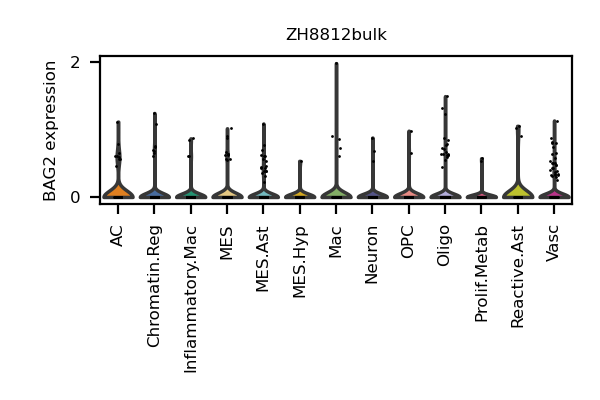 ZH8812bulk
BAG2 expression
2
0
AC
Chromatin.Reg
Inflammatory.Mac
MES
MES.Ast
MES.Hyp
Mac
Neuron
OPC
Oligo
Prolif.Metab
Reactive.Ast
Vasc